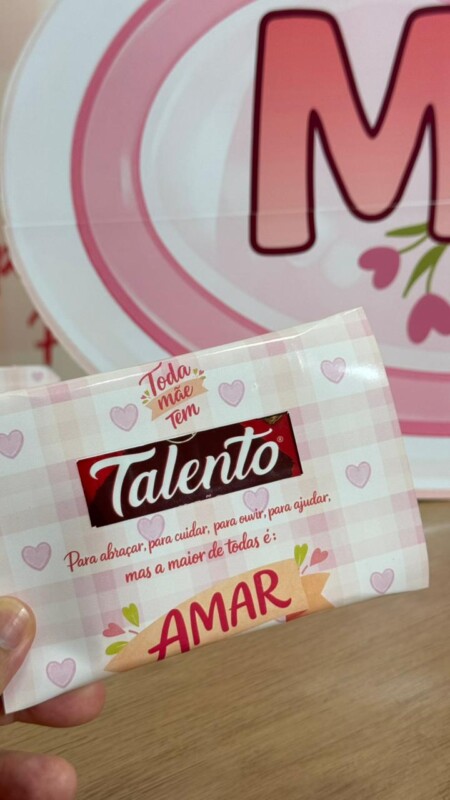 M
Toda
mãe
Tem
Talento
Para abraçar, para cuidar, para ouvir, para ajudar,
mas a maior de todas é:
AMAR